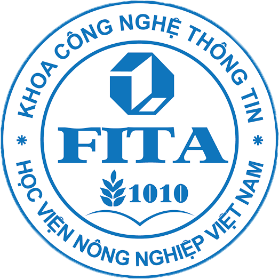 KHOA CÔNG NGHỆ THÔNG TIN
FITA
1010
HỌC VIỆN NÔNG NGHIỆP VIỆT NAM